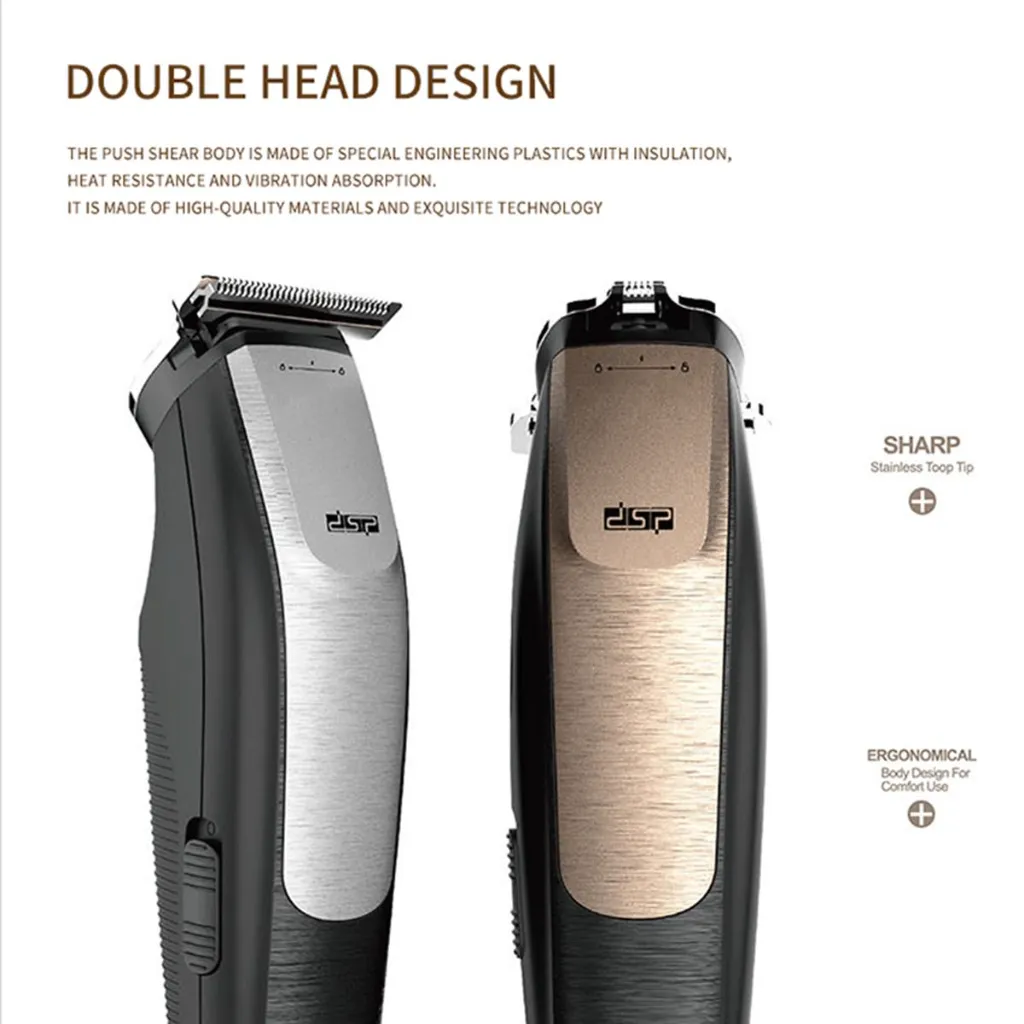 DOUBLE HEAD DESIGN
THE PUSH SHEAR BODY IS MADE OF SPECIAL ENGINEERING PLASTICS WITH INSULATION,
HEAT RESISTANCE AND VIBRATION ABSORPTION.
IT IS MADE OF HIGH-QUALITY MATERIALS AND EXQUISITE TECHNOLOGY
dsp
dsp
SHARP
Stainless Toop Tip
ERGONOMICAL
Body Design For
Comfort Use
0